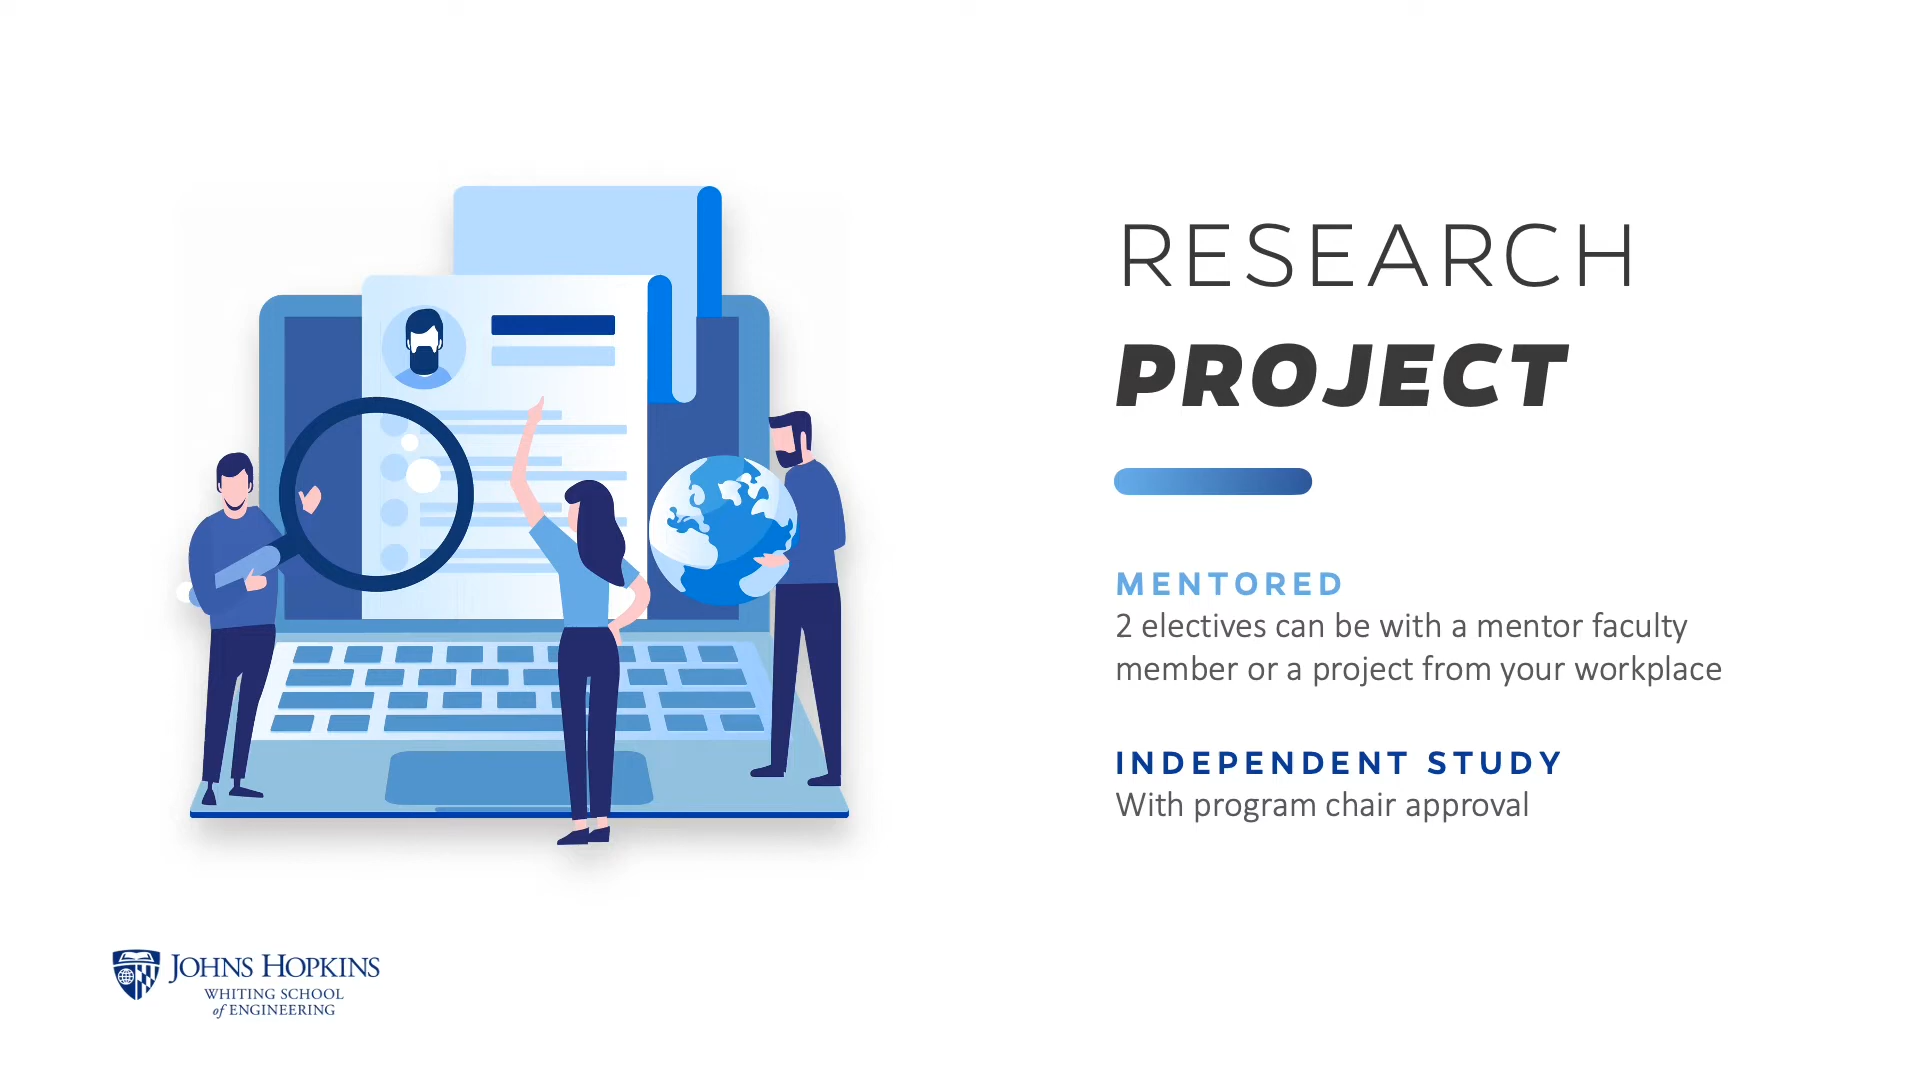 RESEARCH
PROJECT
MENTORED
2 electives can be with a mentor faculty
member or a project from your workplace
INDEPENDENT STUDY
With program chair approval
JOHNS HOPKINS
WHITING SCHOOL
of ENGINEERING